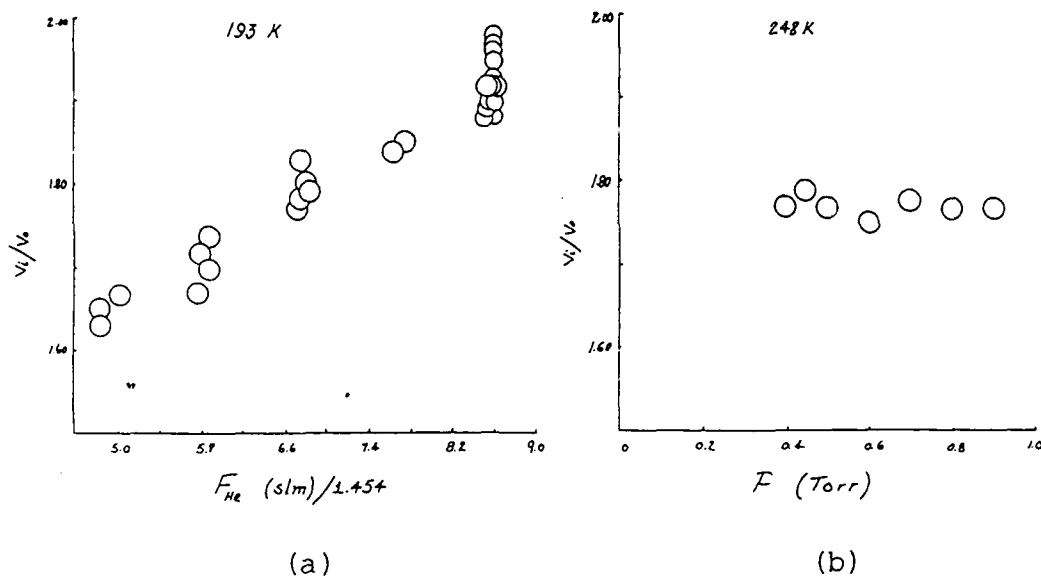 2.00
193 K
1.80
1.60
vi/vo
5.0 5.7 6.6 7.4 8.2 9.0
FHe (slm)/1.454
(a)
2.00
248K
1.80
1.60
vi/vo
0 0.2 0.4 0.6 0.8 1.0
F (Torr)
(b)